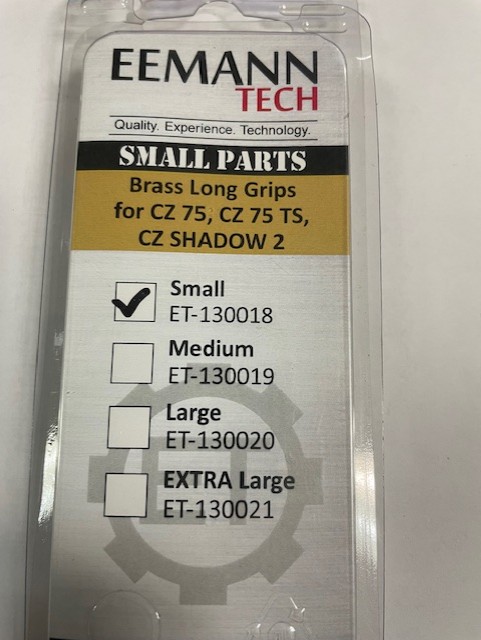 EEMANN
TECH
Quality. Experience. Technology.
SMALL PARTS
Brass Long Grips
for CZ 75, CZ 75 TS,
CZ SHADOW 2
Small
ET-130018
Medium
ET-130019
Large
ET-130020
EXTRA Large
ET-130021
ET